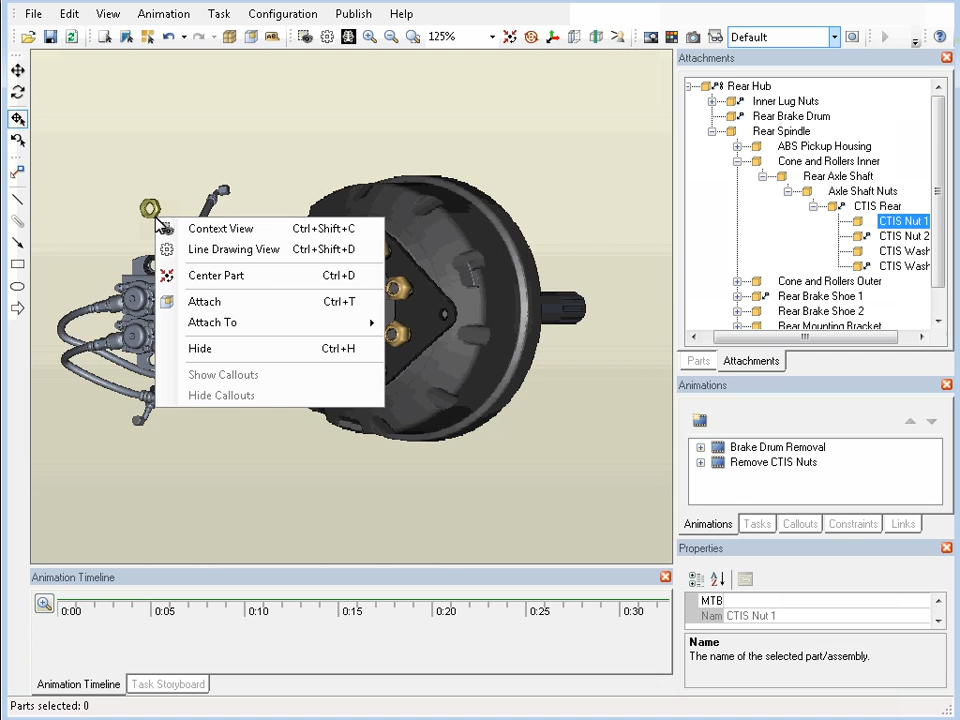 File Edit View Animation Task Configuration Publish Help
125% Default
Attachments
Rear Hub
Inner Lug Nuts
Rear Brake Drum
Rear Spindle
ABS Pickup Housing
Cone and Rollers Inner
Rear Axle Shaft
Axle Shaft Nuts
CTIS Rear
CTIS Nut 1
CTIS Nut 2
CTIS Wash
CTIS Wash
Cone and Rollers Outer
Rear Brake Shoe 1
Rear Brake Shoe 2
Rear Mounting Bracket
Parts Attachments
Context View Ctrl+Shift+C
Line Drawing View Ctrl+Shift+D
Center Part Ctrl+D
Attach Ctrl+T
Attach To
Hide Ctrl+H
Show Callouts
Hide Callouts
Animations
Brake Drum Removal
Remove CTIS Nuts
Animations Tasks Callouts Constraints Links
Properties
MTB
Nam CTIS Nut 1
Name
The name of the selected part/assembly.
Animation Timeline
0:00 0:05 0:10 0:15 0:20 0:25 0:30
Animation Timeline Task Storyboard
Parts selected: 0